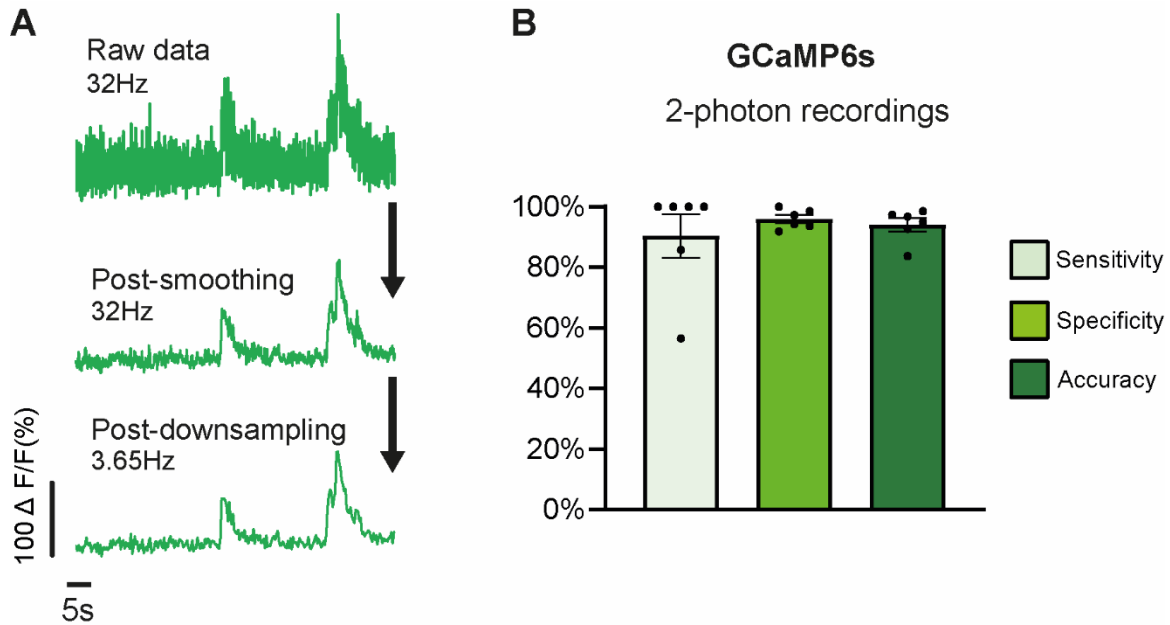 A
Raw data
32Hz
Post-smoothing
32Hz
Post-downsampling
3.65Hz
100 Δ F/F(%)
5s
B
GCaMP6s
2-photon recordings
100%
80%
60%
40%
20%
0%
Sensitivity
Specificity
Accuracy